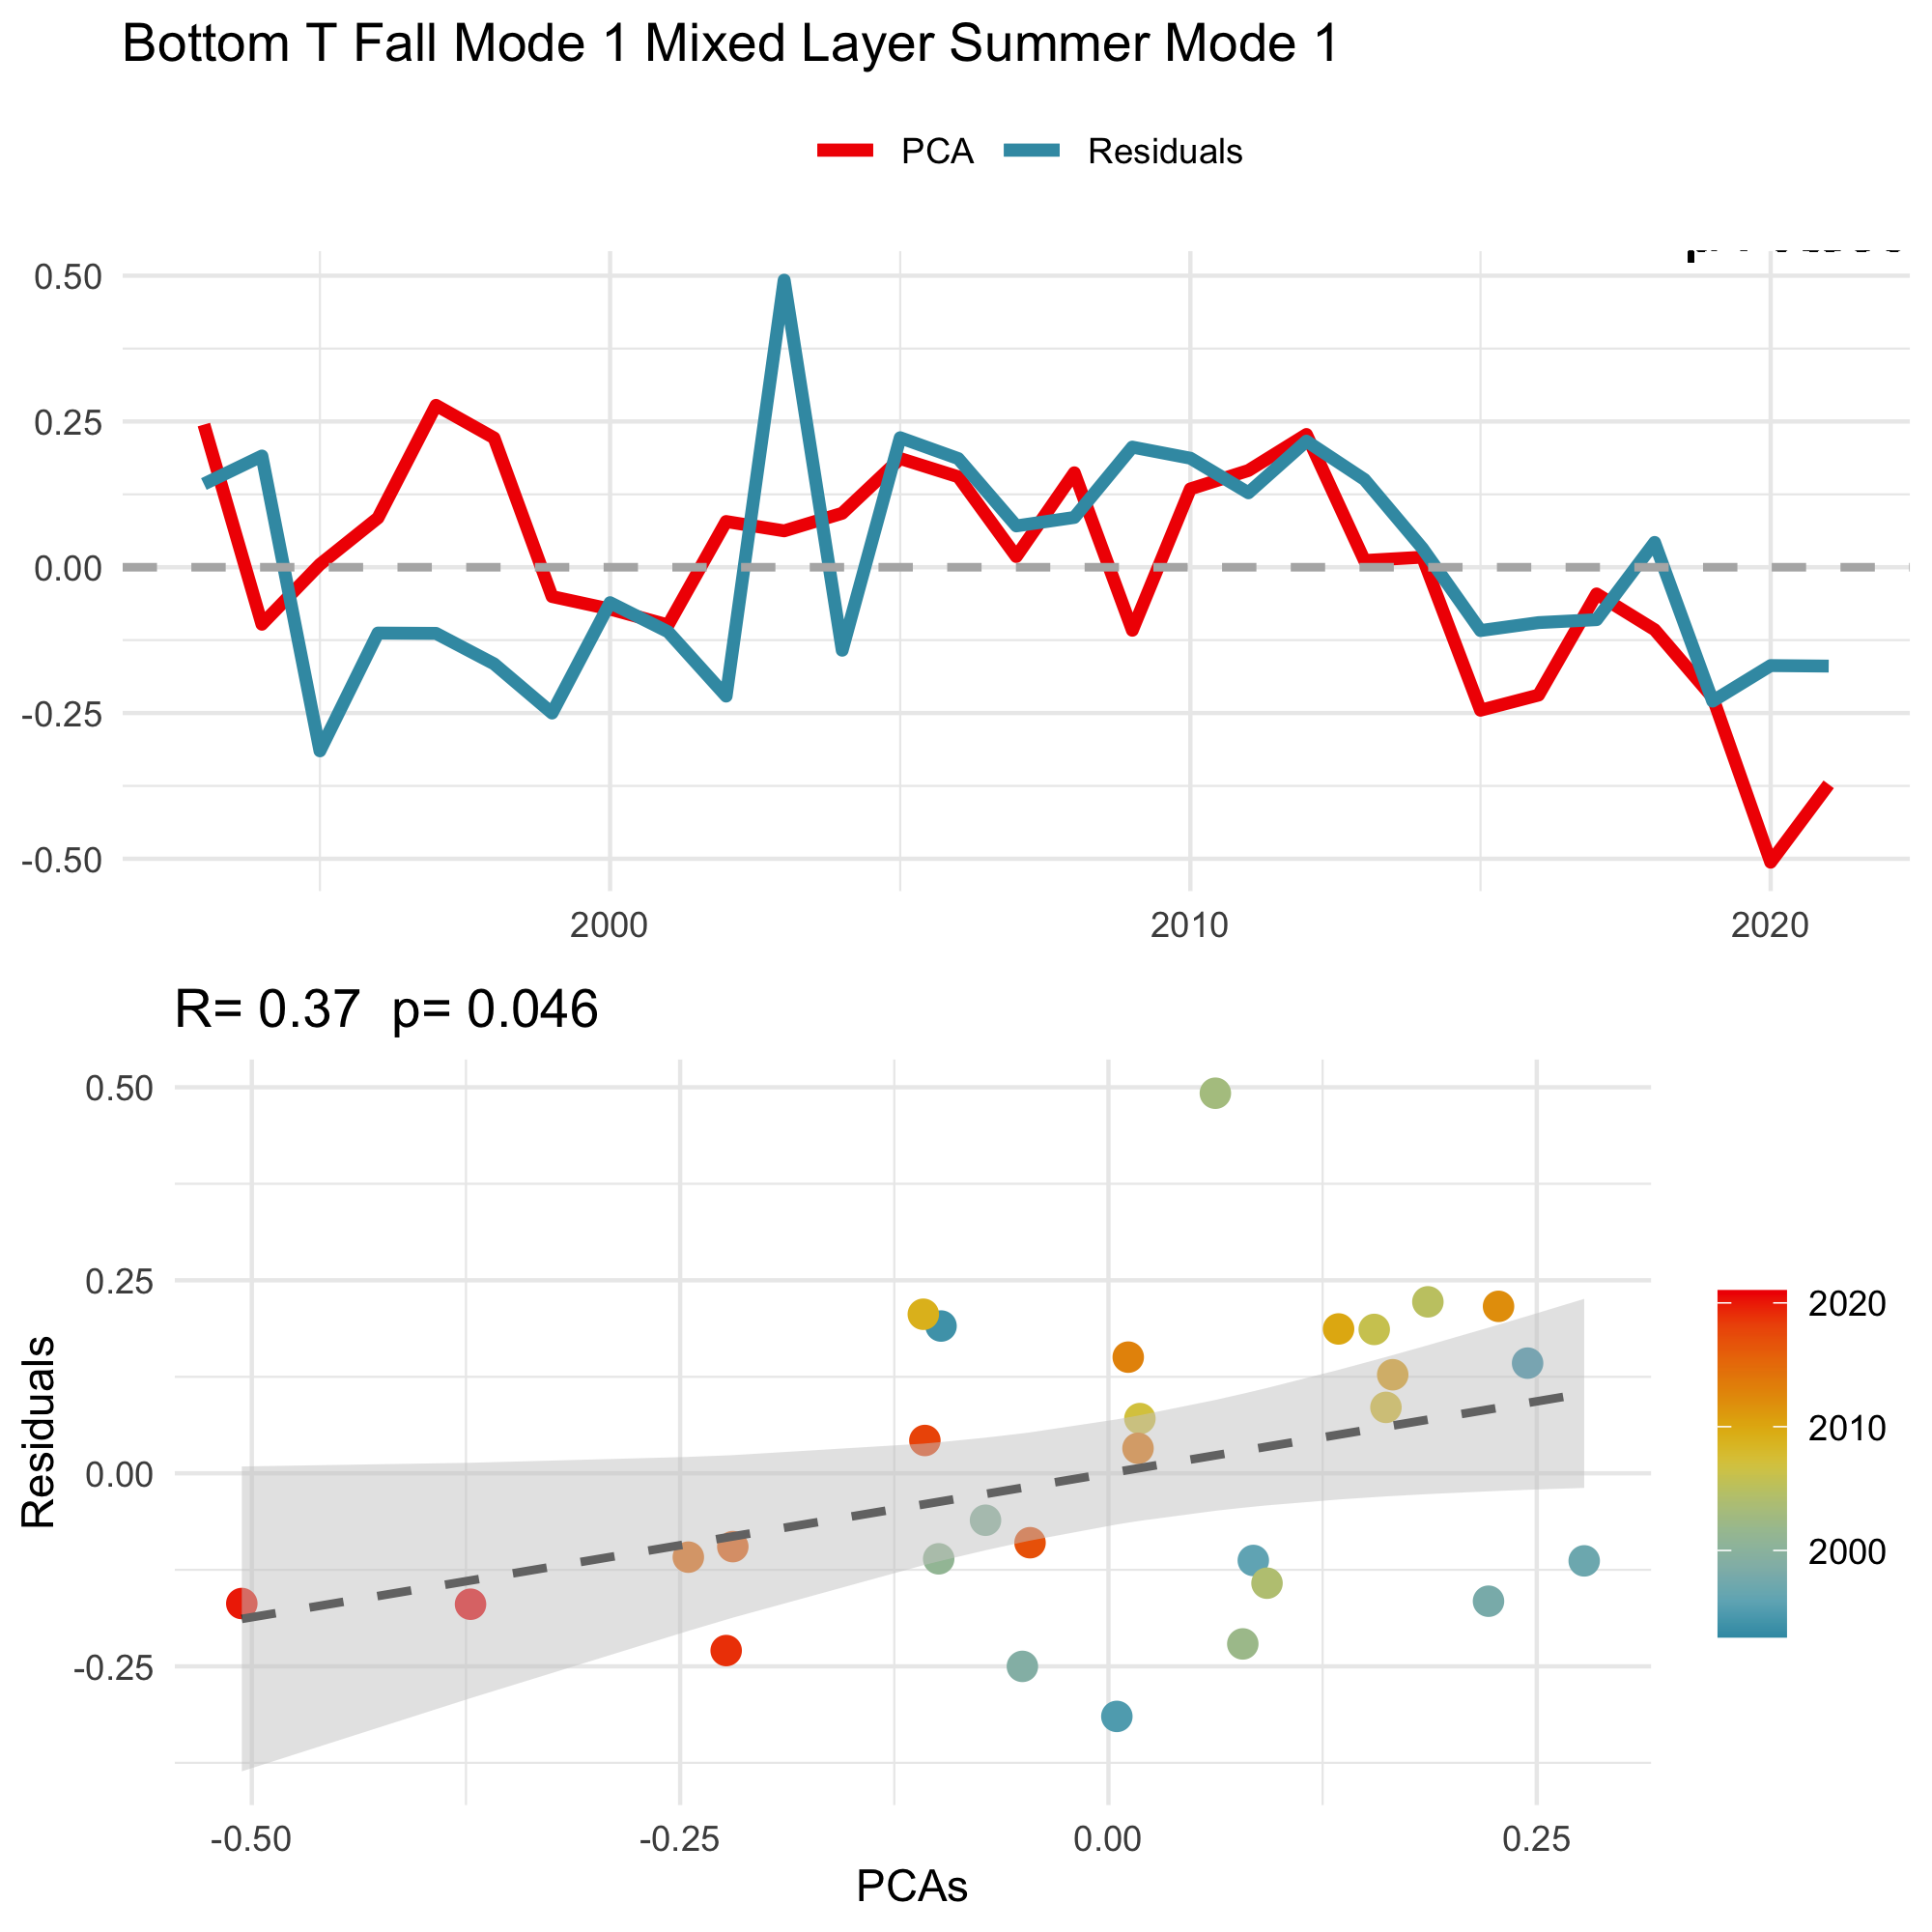 Bottom T Fall Mode 1 Mixed Layer Summer Mode 1
PCA Residuals
0.50
0.25
0.00
-0.25
-0.50
2000 2010 2020
R= 0.37 p= 0.046
Residuals
0.50
0.25
0.00
-0.25
-0.50 -0.25 0.00 0.25
PCAs
2020
2010
2000